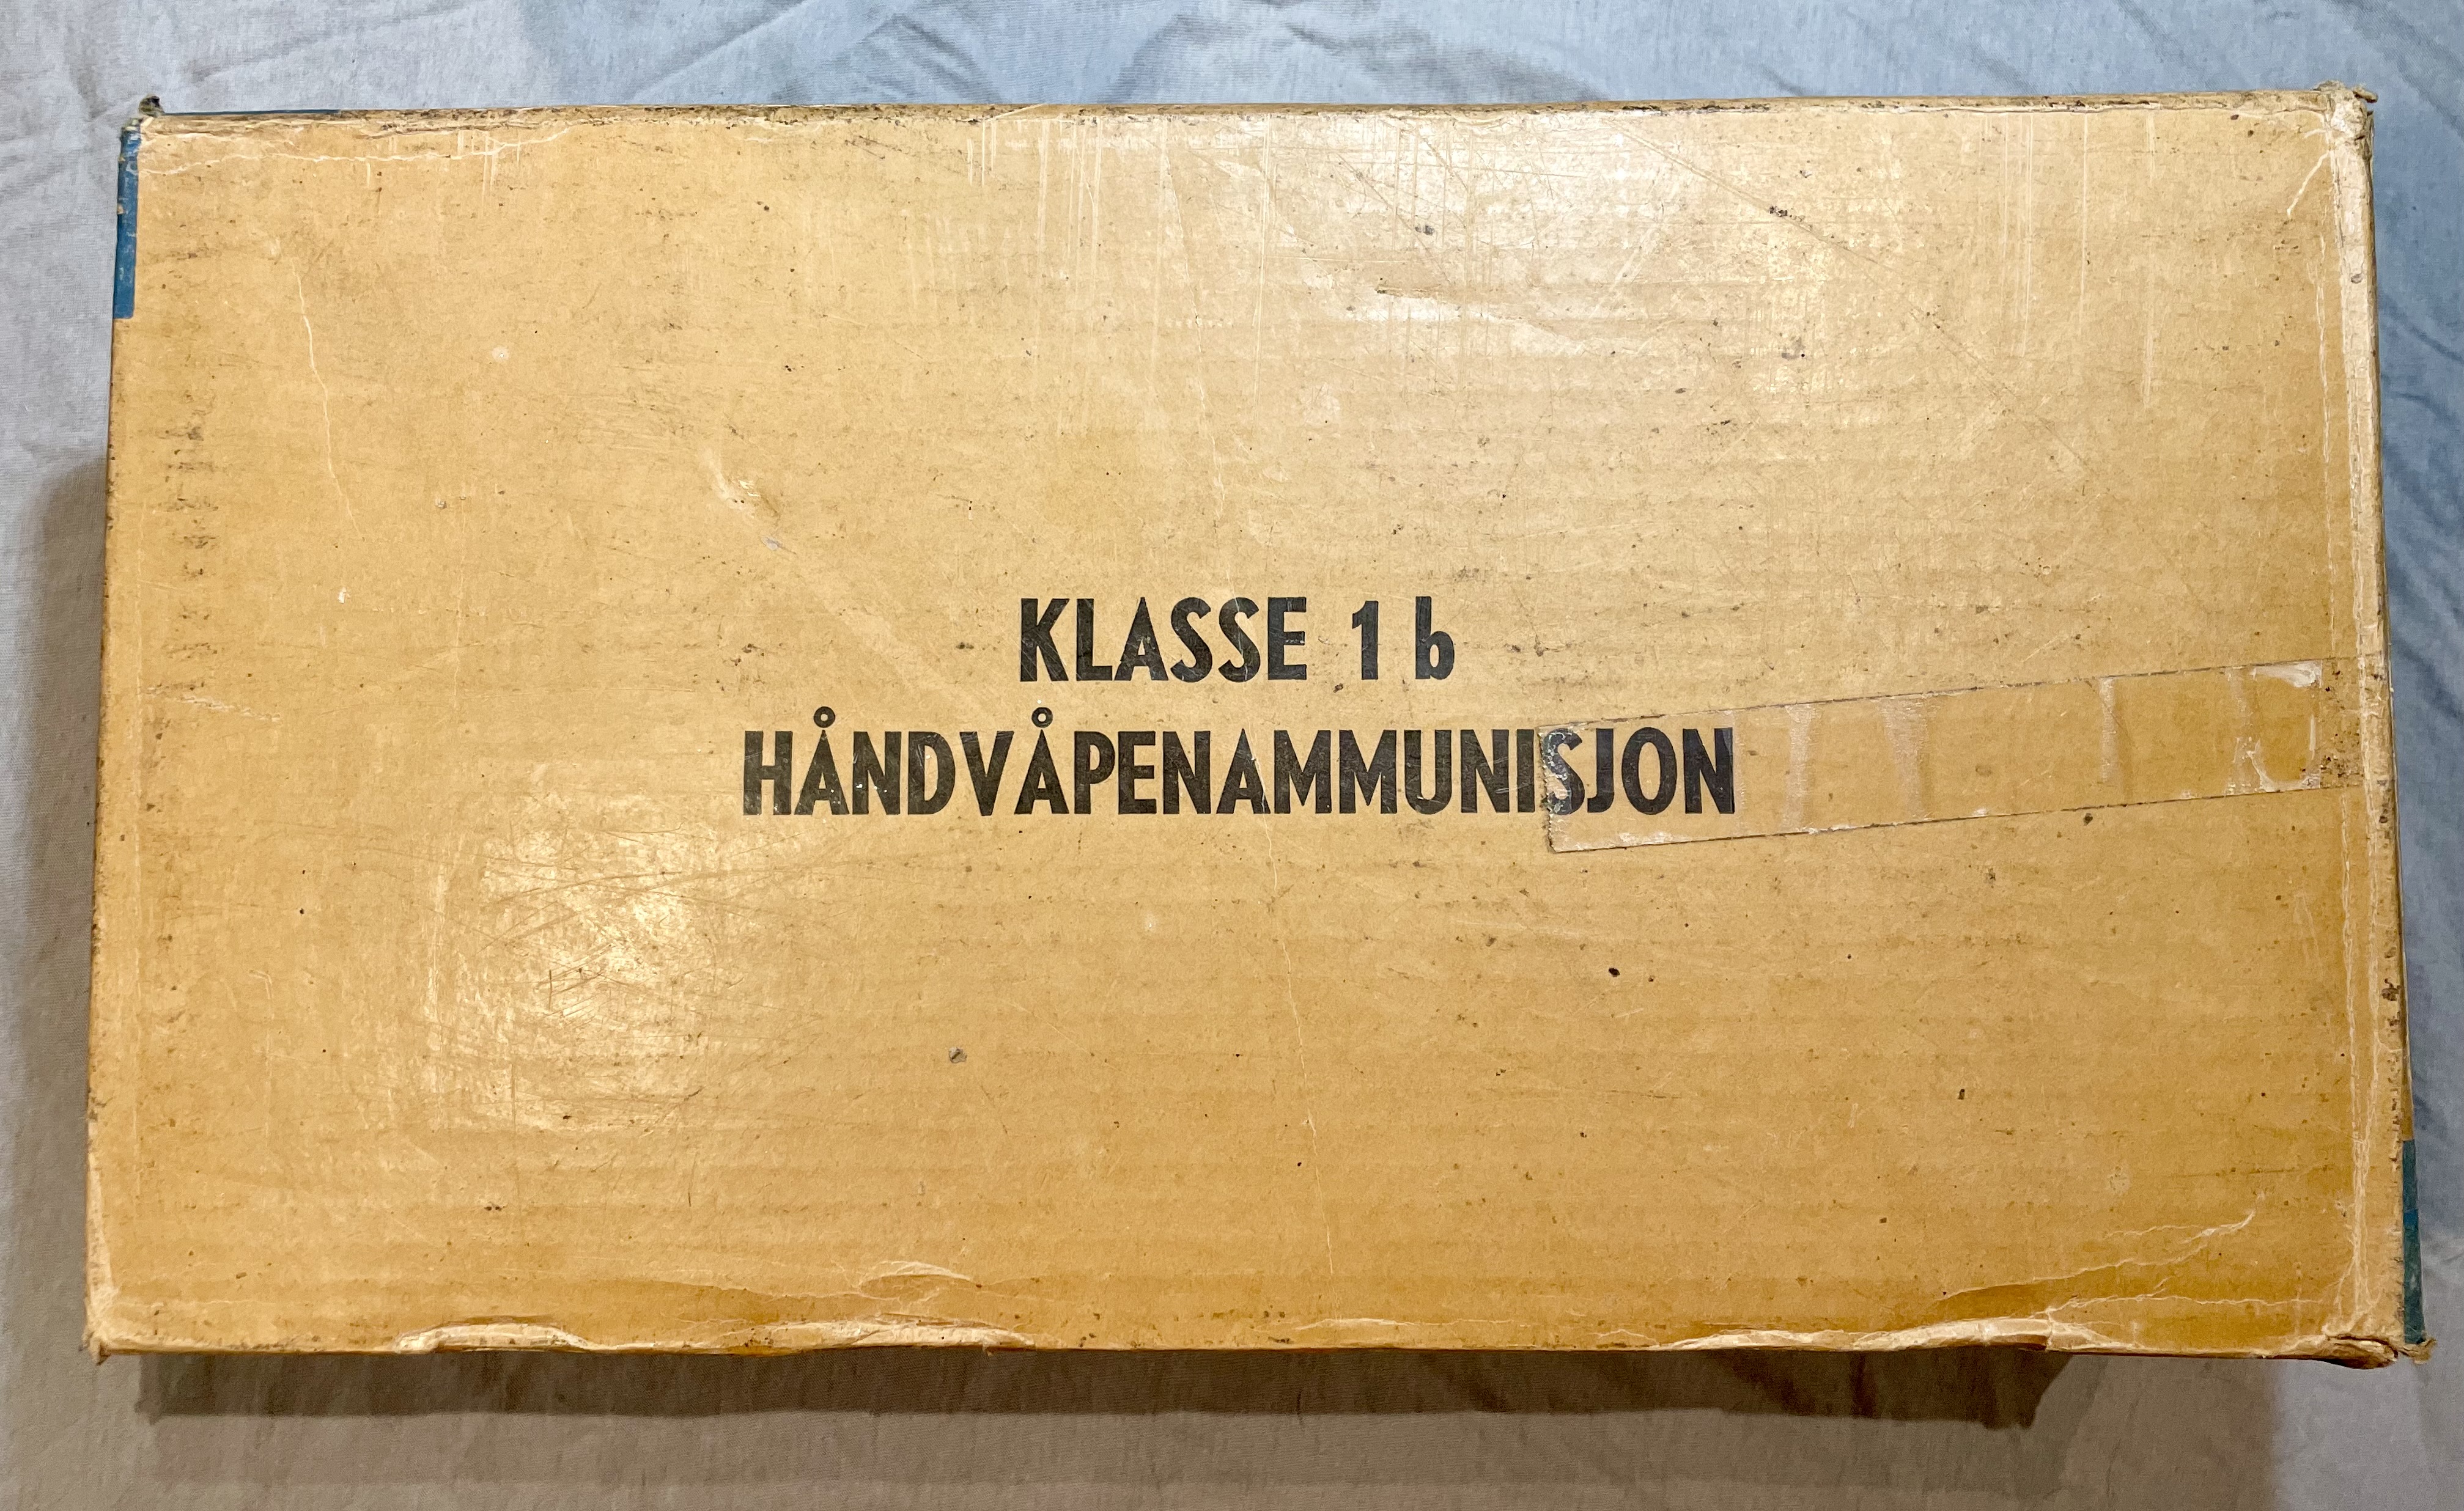 KLASSE 1 b
HÅNDVÅPENAMMUNISJON